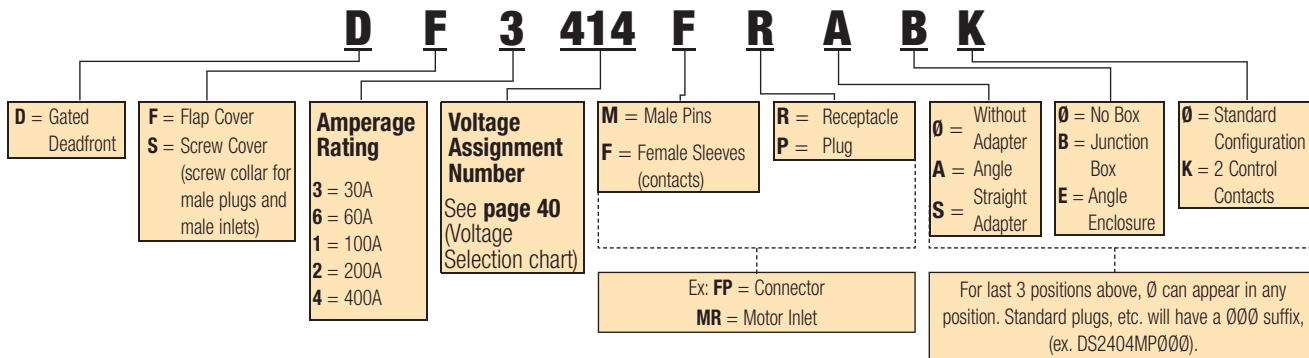 D F 3 414 F R A B K
D = Gated
Deadfront
F = Flap Cover
S = Screw Cover
(screw collar for
male plugs and
male inlets)
Amperage
Rating
3 = 30A
6 = 60A
1 = 100A
2 = 200A
4 = 400A
Voltage
Assignment
Number
See page 40
(Voltage
Selection chart)
M = Male Pins
F = Female Sleeves
(contacts)
R = Receptacle
P = Plug
Without
Ø = Adapter
A = Angle
Straight
S = Adapter
Ø = No Box
B = Junction
Box
E = Angle
Enclosure
Ø = Standard
Configuration
K = 2 Control
Contacts
Ex: FP = Connector
MR = Motor Inlet
For last 3 positions above, Ø can appear in any
position. Standard plugs, etc. will have a ØØØ suffix,
(ex. DS2404MPØØØ).